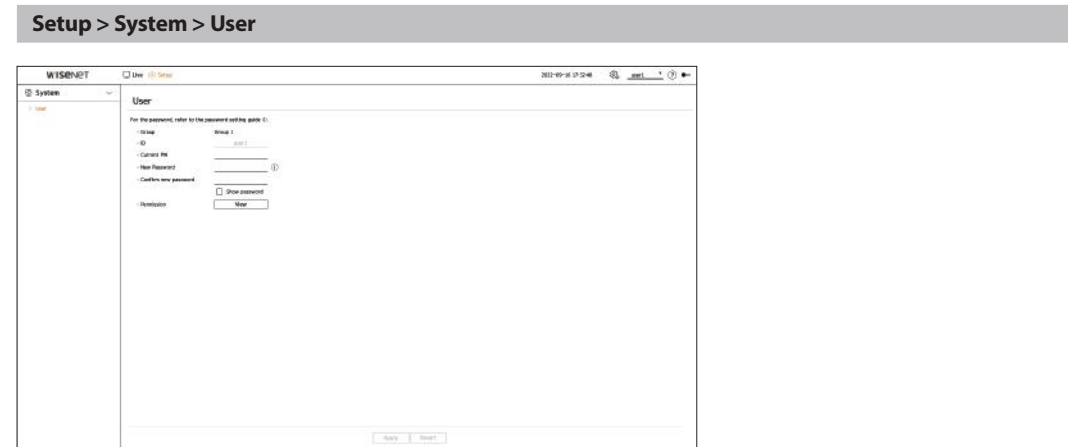 Setup > System > User
WISENET Live Setup 2022-09-16 17:32:48 user1
System
User
User
For the password, refer to the password setting guide
Group Group 1
ID user1
Current PW
New Password
Confirm new password
Show password
Permission View
Apply Revert